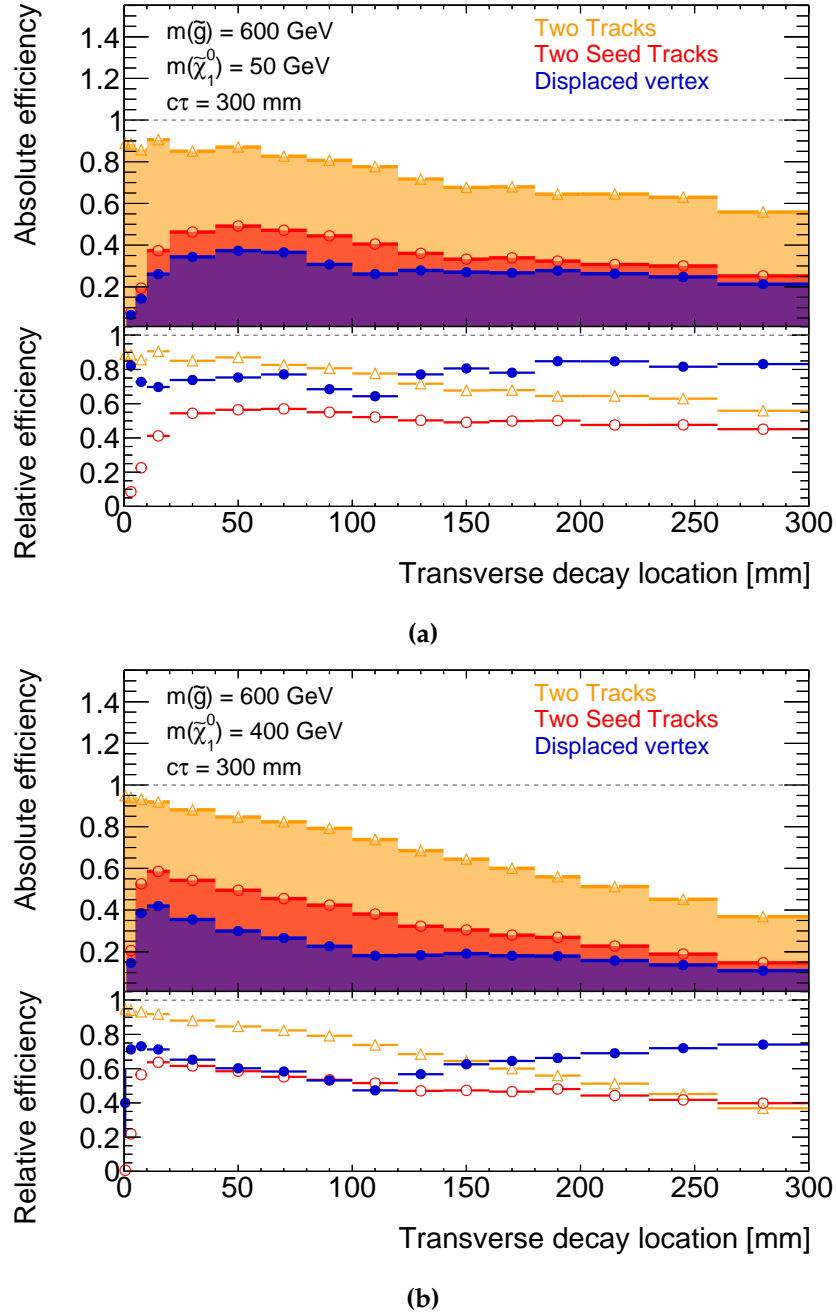 m(g̃) = 600 GeV
m(χ̃₁⁰) = 50 GeV
cτ = 300 mm
Two Tracks
Two Seed Tracks
Displaced vertex
Absolute efficiency
1.4
1.2
1
0.8
0.6
0.4
0.2
Relative efficiency
1
0.8
0.6
0.4
0.2
0
0 50 100 150 200 250 300
Transverse decay location [mm]
(a)
m(g̃) = 600 GeV
m(χ̃₁⁰) = 400 GeV
cτ = 300 mm
Two Tracks
Two Seed Tracks
Displaced vertex
Absolute efficiency
1.4
1.2
1
0.8
0.6
0.4
0.2
Relative efficiency
1
0.8
0.6
0.4
0.2
0
0 50 100 150 200 250 300
Transverse decay location [mm]
(b)